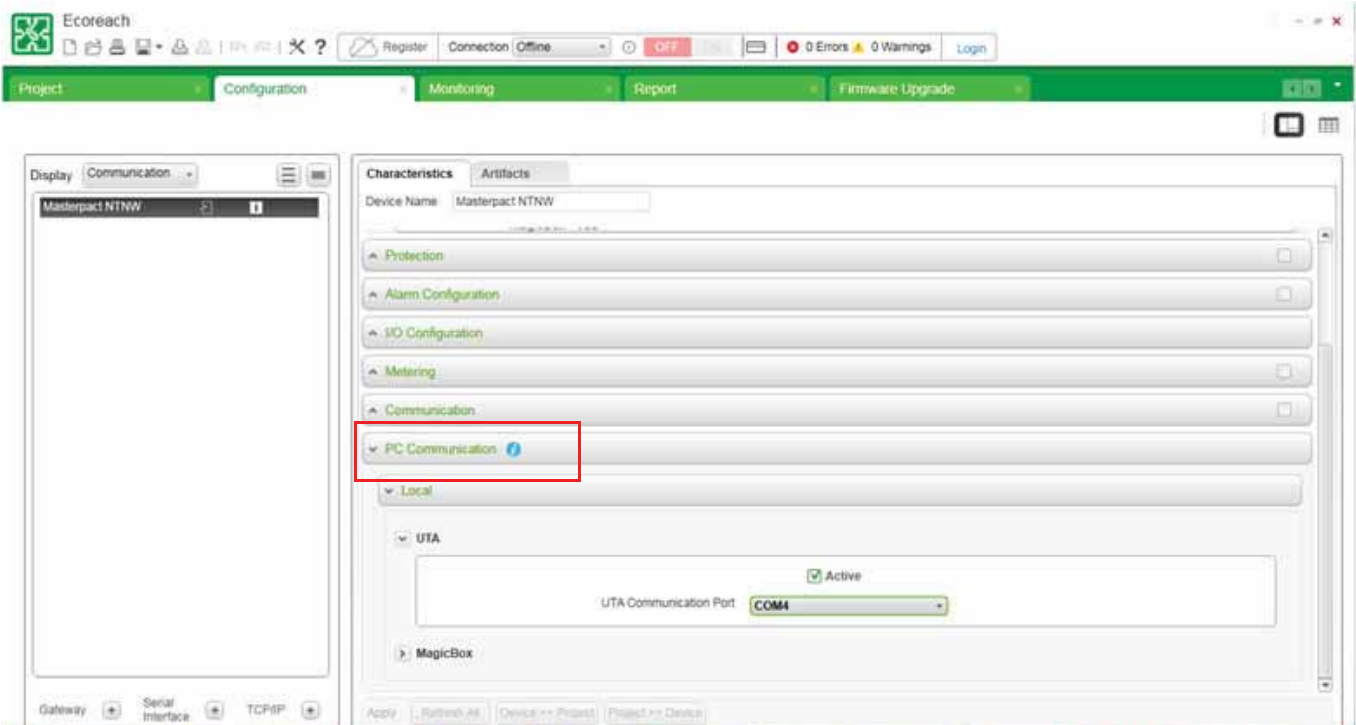 Ecoreach
Register Connection Offline OFF 0 Errors 0 Warnings Login
Project Configuration Monitoring Report Firmware Upgrade
Display Communication
Masterpact NTNW
Characteristics Artifacts
Device Name Masterpact NTNW
Protection
Alarm Configuration
I/O Configuration
Metering
Communication
PC Communication
Local
UTA
Active
UTA Communication Port COM4
MagicBox
Gateway Serial Interface TCP/IP
Apply Refresh All Device >> Project Project >> Device